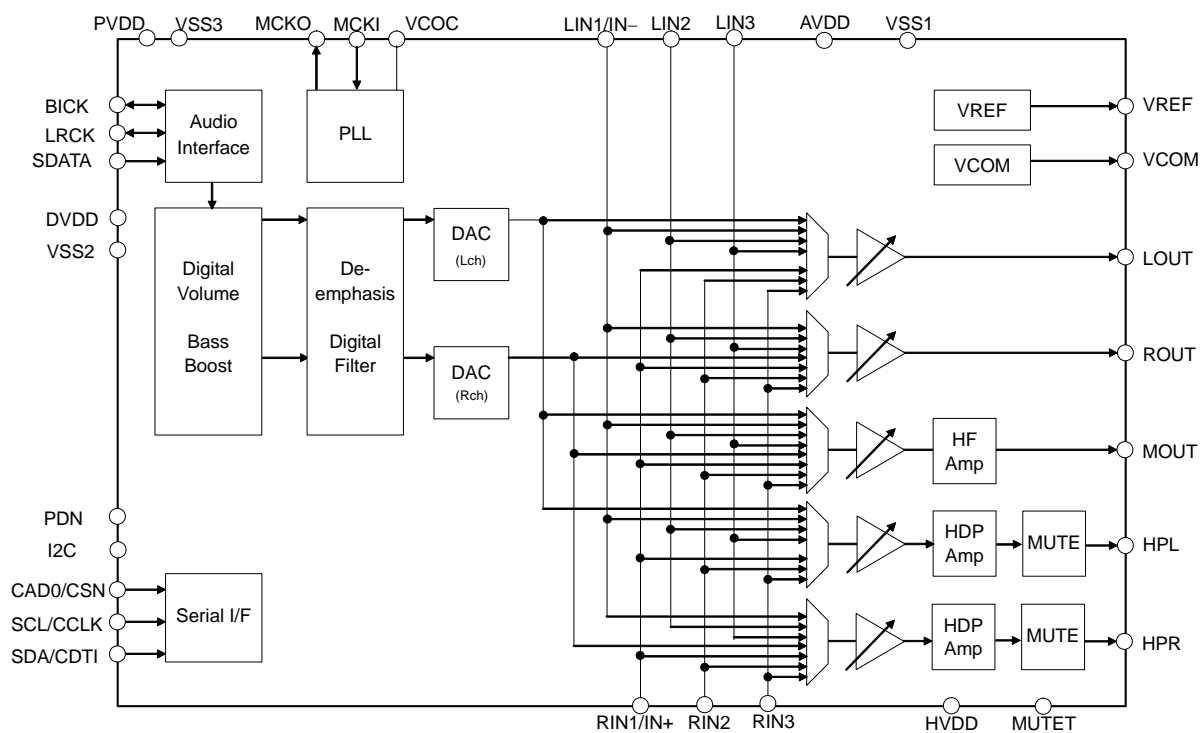 PVDD
VSS3
MCKO
MCKI
VCOC
LIN1/IN−
LIN2
LIN3
AVDD
VSS1
BICK
LRCK
SDATA
Audio
Interface
PLL
VREF
VREF
VCOM
VCOM
DVDD
VSS2
Digital
Volume
Bass
Boost
De-
emphasis
Digital
Filter
DAC
(Lch)
DAC
(Rch)
LOUT
ROUT
HF
Amp
MOUT
HDP
Amp
MUTE
HPL
HDP
Amp
MUTE
HPR
PDN
I2C
CAD0/CSN
SCL/CCLK
SDA/CDTI
Serial I/F
RIN1/IN+
RIN2
RIN3
HVDD
MUTET